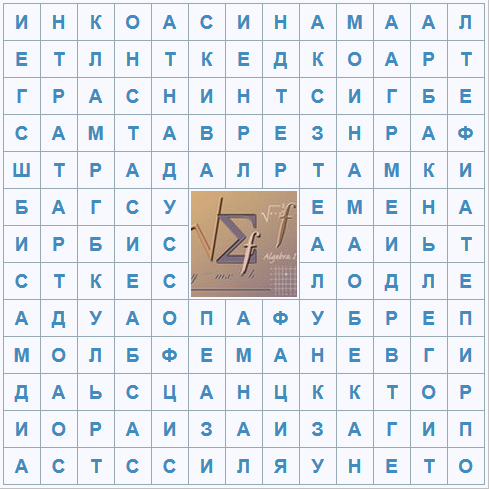 И Н К О А С И Н А М А А Л
Е Т Л Н Т К Е Д К О А Р Т
Г Р А С Н И Н Т С И Г Б Е
С А М Т А В Р Е З Н Р А Ф
Ш Т Р А Д А Л Р Т А М К И
Б А Г С У Е М Е Н А
И Р Б И С А А И Ь Т
С Т К Е С Л О Д Л Е
А Д У А О П А Ф У Б Р Е П
М О Л Б Ф Е М А Н Е В Г И
Д А Ь С Ц А Н Ц К К Т О Р
И О Р А И З А И З А Г И П
А С Т С С И Л Я У Н Е Т О